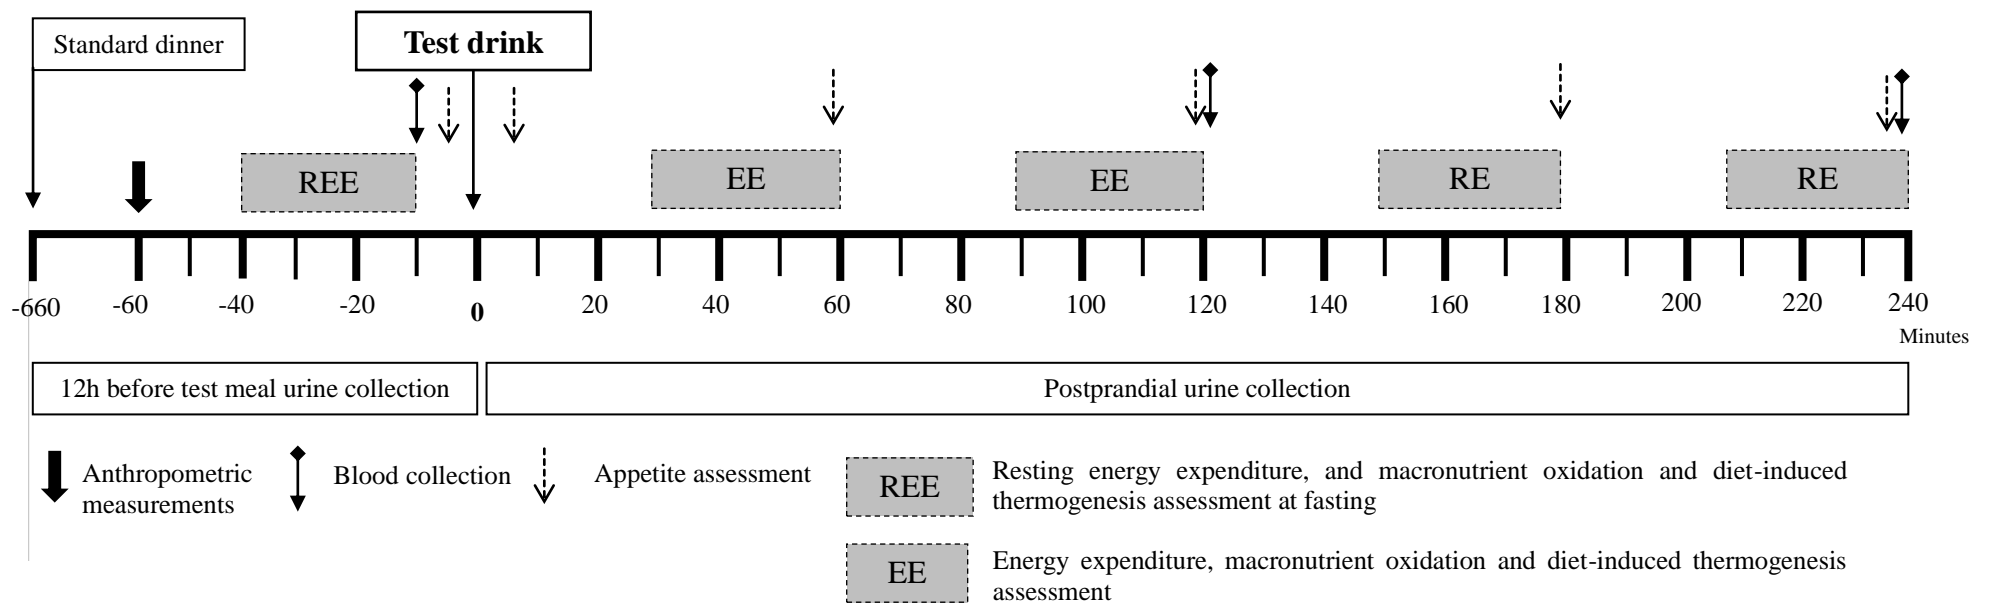 Standard dinner
Test drink
REE
EE
EE
RE
RE
-660
-60
-40
-20
0
20
40
60
80
100
120
140
160
180
200
220
240
Minutes
12h before test meal urine collection
Postprandial urine collection
Anthropometric
measurements
Blood collection
Appetite assessment
REE
Resting energy expenditure, and macronutrient oxidation and diet-induced
thermogenesis assessment at fasting
EE
Energy expenditure, macronutrient oxidation and diet-induced thermogenesis
assessment